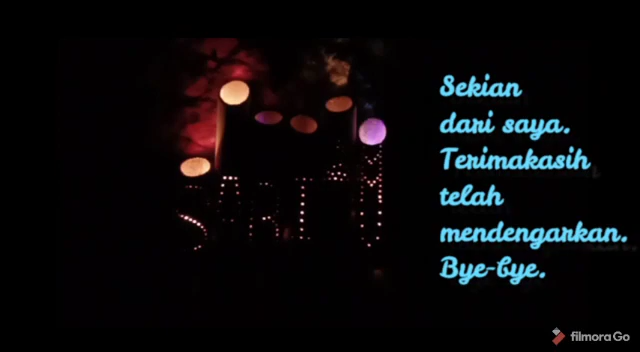 Sekian
dari saya.
Terimakasih
telah
mendengarkan.
Bye-bye.
filmora Go